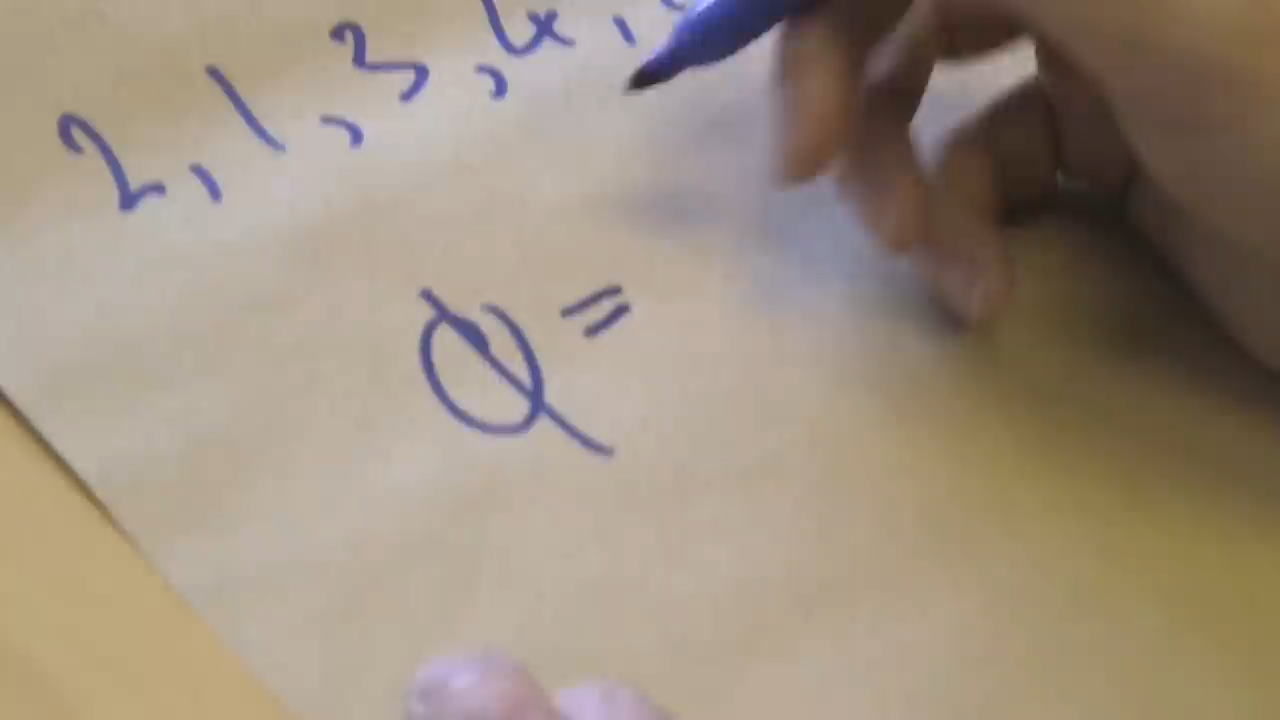 2, 1, 3, 4,
φ =